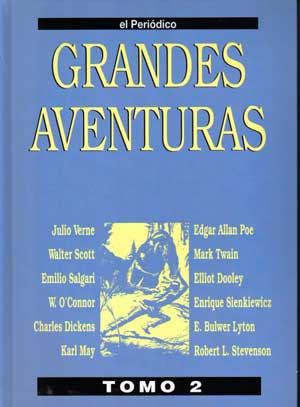 el Periódico
GRANDES
AVENTURAS
Julio Verne
Walter Scott
Emilio Salgari
W. O'Connor
Charles Dickens
Karl May
Edgar Allan Poe
Mark Twain
Elliot Dooley
Enrique Sienkiewicz
E. Bulwer Lyton
Robert L. Stevenson
TOMO 2